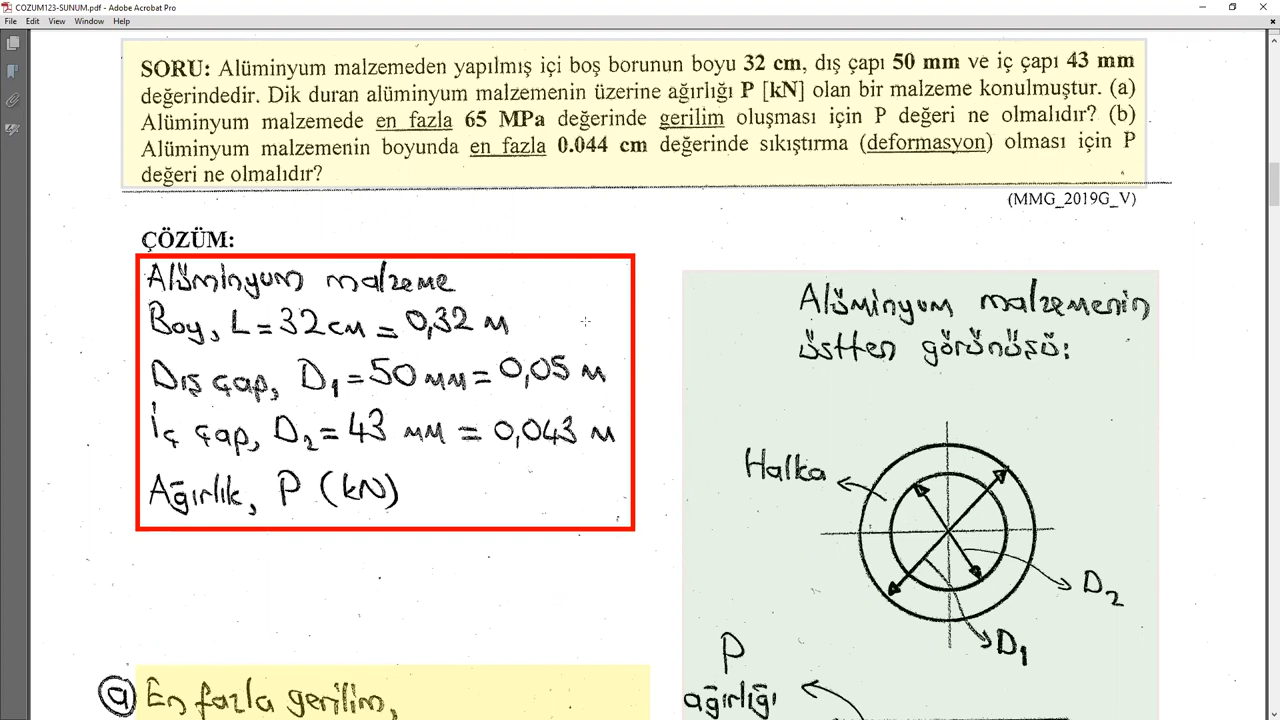 COZUM123-SUNUM.pdf - Adobe Acrobat Pro
File Edit View Window Help
SORU: Alüminyum malzemeden yapılmış içi boş borunun boyu 32 cm, dış çapı 50 mm ve iç çapı 43 mm
değerindedir. Dik duran alüminyum malzemenin üzerine ağırlığı P [kN] olan bir malzeme konulmuştur. (a)
Alüminyum malzemede en fazla 65 MPa değerinde gerilim oluşması için P değeri ne olmalıdır? (b)
Alüminyum malzemenin boyunda en fazla 0.044 cm değerinde sıkıştırma (deformasyon) olması için P
değeri ne olmalıdır?
(MMG_2019G_V)
ÇÖZÜM:
Alüminyum malzeme
Boy, L = 32 cm = 0,32 m
Dış çap, D1 = 50 mm = 0,05 m
İç çap, D2 = 43 mm = 0,043 m
Ağırlık, P (kN)
Alüminyum malzemenin
üstten görünüşü:
Halka
D2
D1
P
ağırlığı
a En fazla gerilim,